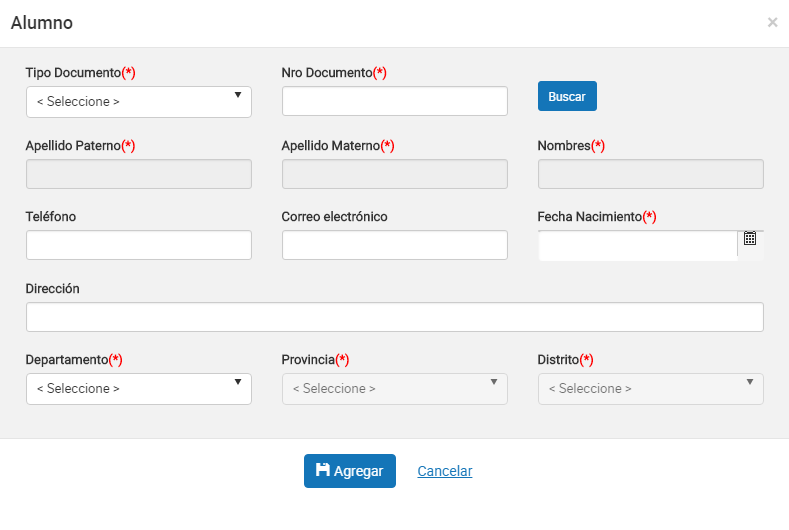 Alumno
×
Tipo Documento(*)
Nro Documento(*)
< Seleccione >
Buscar
Apellido Paterno(*)
Apellido Materno(*)
Nombres(*)
Teléfono
Correo electrónico
Fecha Nacimiento(*)
Dirección
Departamento(*)
Provincia(*)
Distrito(*)
< Seleccione >
< Seleccione >
< Seleccione >
Agregar
Cancelar